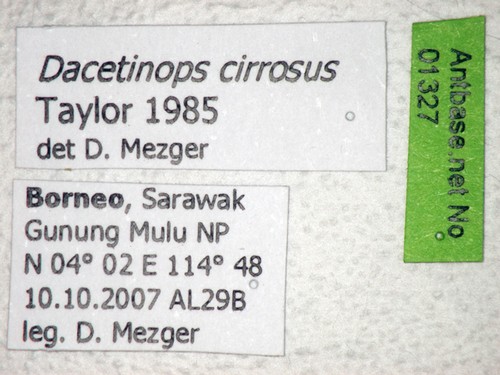 Dacetinops cirrosus
Taylor 1985
det D. Mezger
Borneo, Sarawak
Gunung Mulu NP
N 04° 02 E 114° 48
10.10.2007 AL29B
leg. D. Mezger
Antbase.net No
01327